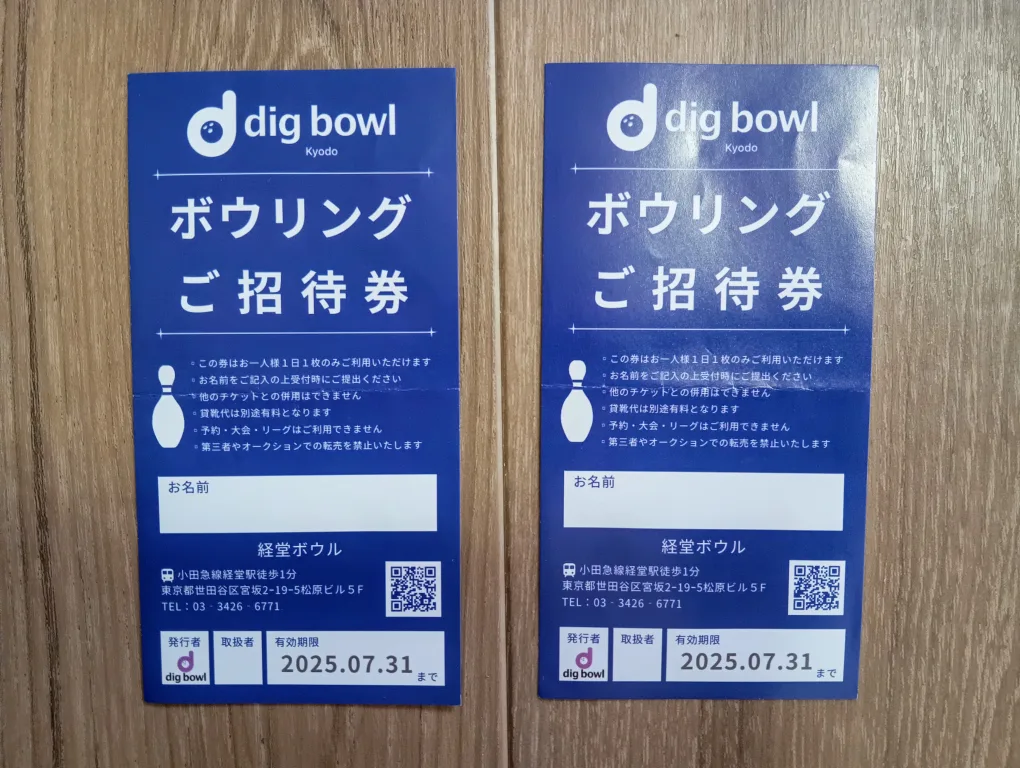 dig bowl
Kyodo
ボウリング
ご招待券
▫この券はお一人様1日1枚のみご利用いただけます
▫お名前をご記入の上受付時にご提出ください
▫他のチケットとの併用はできません
▫貸靴代は別途有料となります
▫予約・大会・リーグはご利用できません
▫第三者やオークションでの転売を禁止いたします
お名前
経堂ボウル
小田急線経堂駅徒歩1分
東京都世田谷区宮坂2-19-5松原ビル5F
TEL：03‐3426‐6771
発行者
dig bowl
取扱者
有効期限
2025.07.31まで
dig bowl
Kyodo
ボウリング
ご招待券
▫この券はお一人様1日1枚のみご利用いただけます
▫お名前をご記入の上受付時にご提出ください
▫他のチケットとの併用はできません
▫貸靴代は別途有料となります
▫予約・大会・リーグはご利用できません
▫第三者やオークションでの転売を禁止いたします
お名前
経堂ボウル
小田急線経堂駅徒歩1分
東京都世田谷区宮坂2-19-5松原ビル5F
TEL：03‐3426‐6771
発行者
dig bowl
取扱者
有効期限
2025.07.31まで